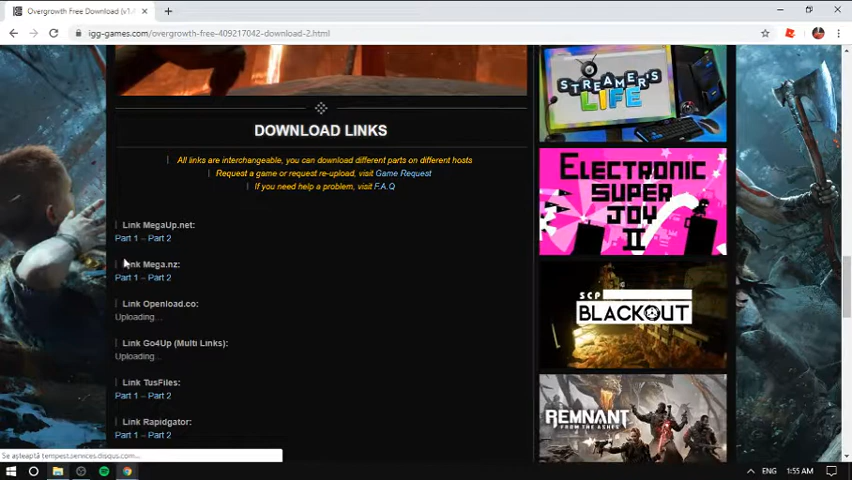 Overgrowth Free Download (v1.4
igg-games.com/overgrowth-free-409217042-download-2.html
STREAMER'S
LIFE
DOWNLOAD LINKS
All links are interchangeable, you can download different parts on different hosts
Request a game or request re-upload, visit Game Request
If you need help a problem, visit F.A.Q
ELECTRONIC
SUPER
JOY
II
Link MegaUp.net:
Part 1 – Part 2
Link Mega.nz:
Part 1 – Part 2
SCP
BLACKOUT
Link Openload.co:
Uploading...
Link Go4Up (Multi Links):
Uploading...
Link TusFiles:
Part 1 – Part 2
REMNANT
FROM THE ASHES
Link Rapidgator:
Part 1 – Part 2
Se așteaptă tempest.services.disqus.com...
ENG
1:55 AM